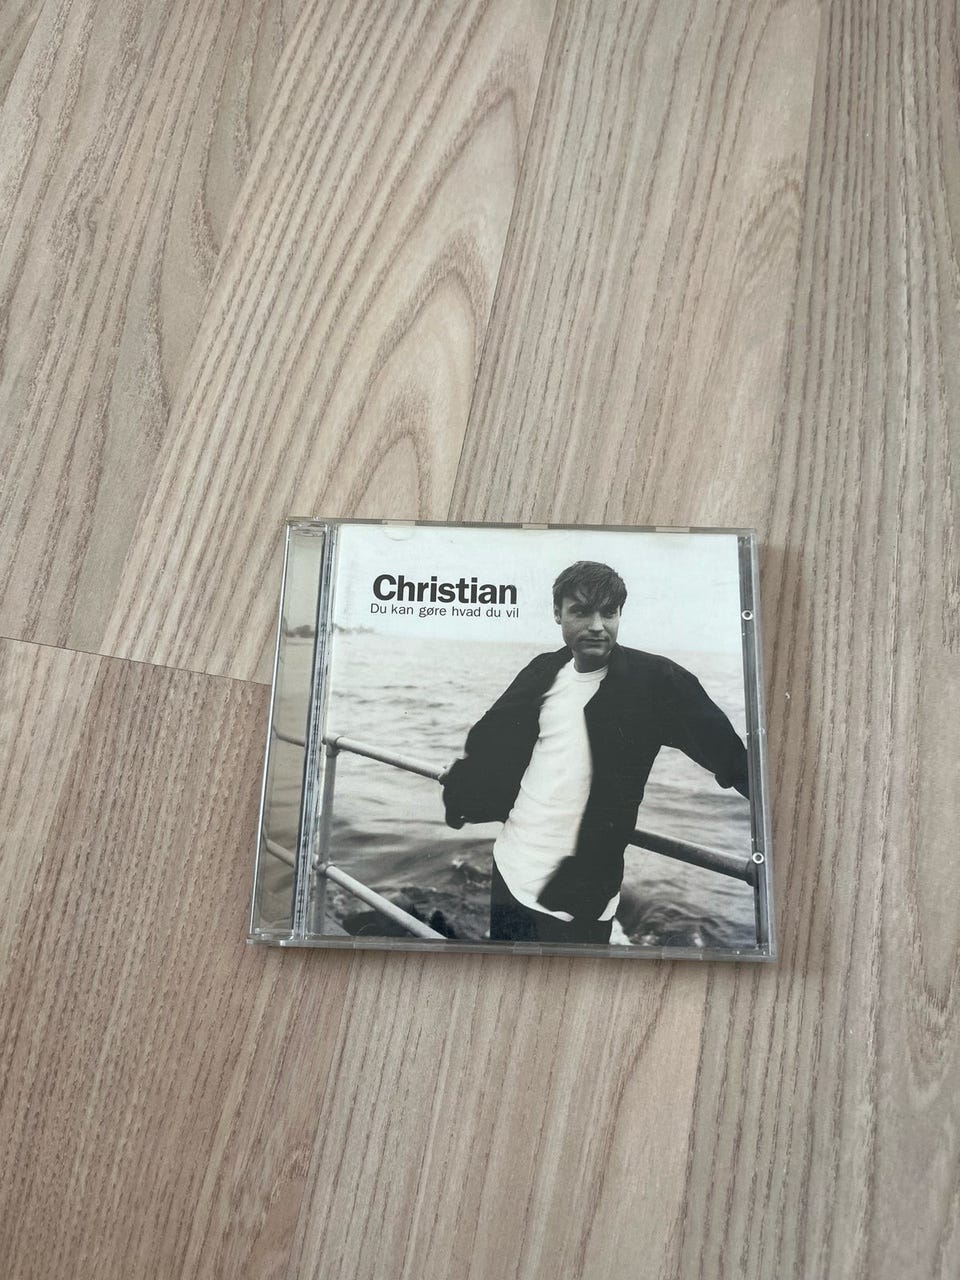 Christian
Du kan gøre hvad du vil